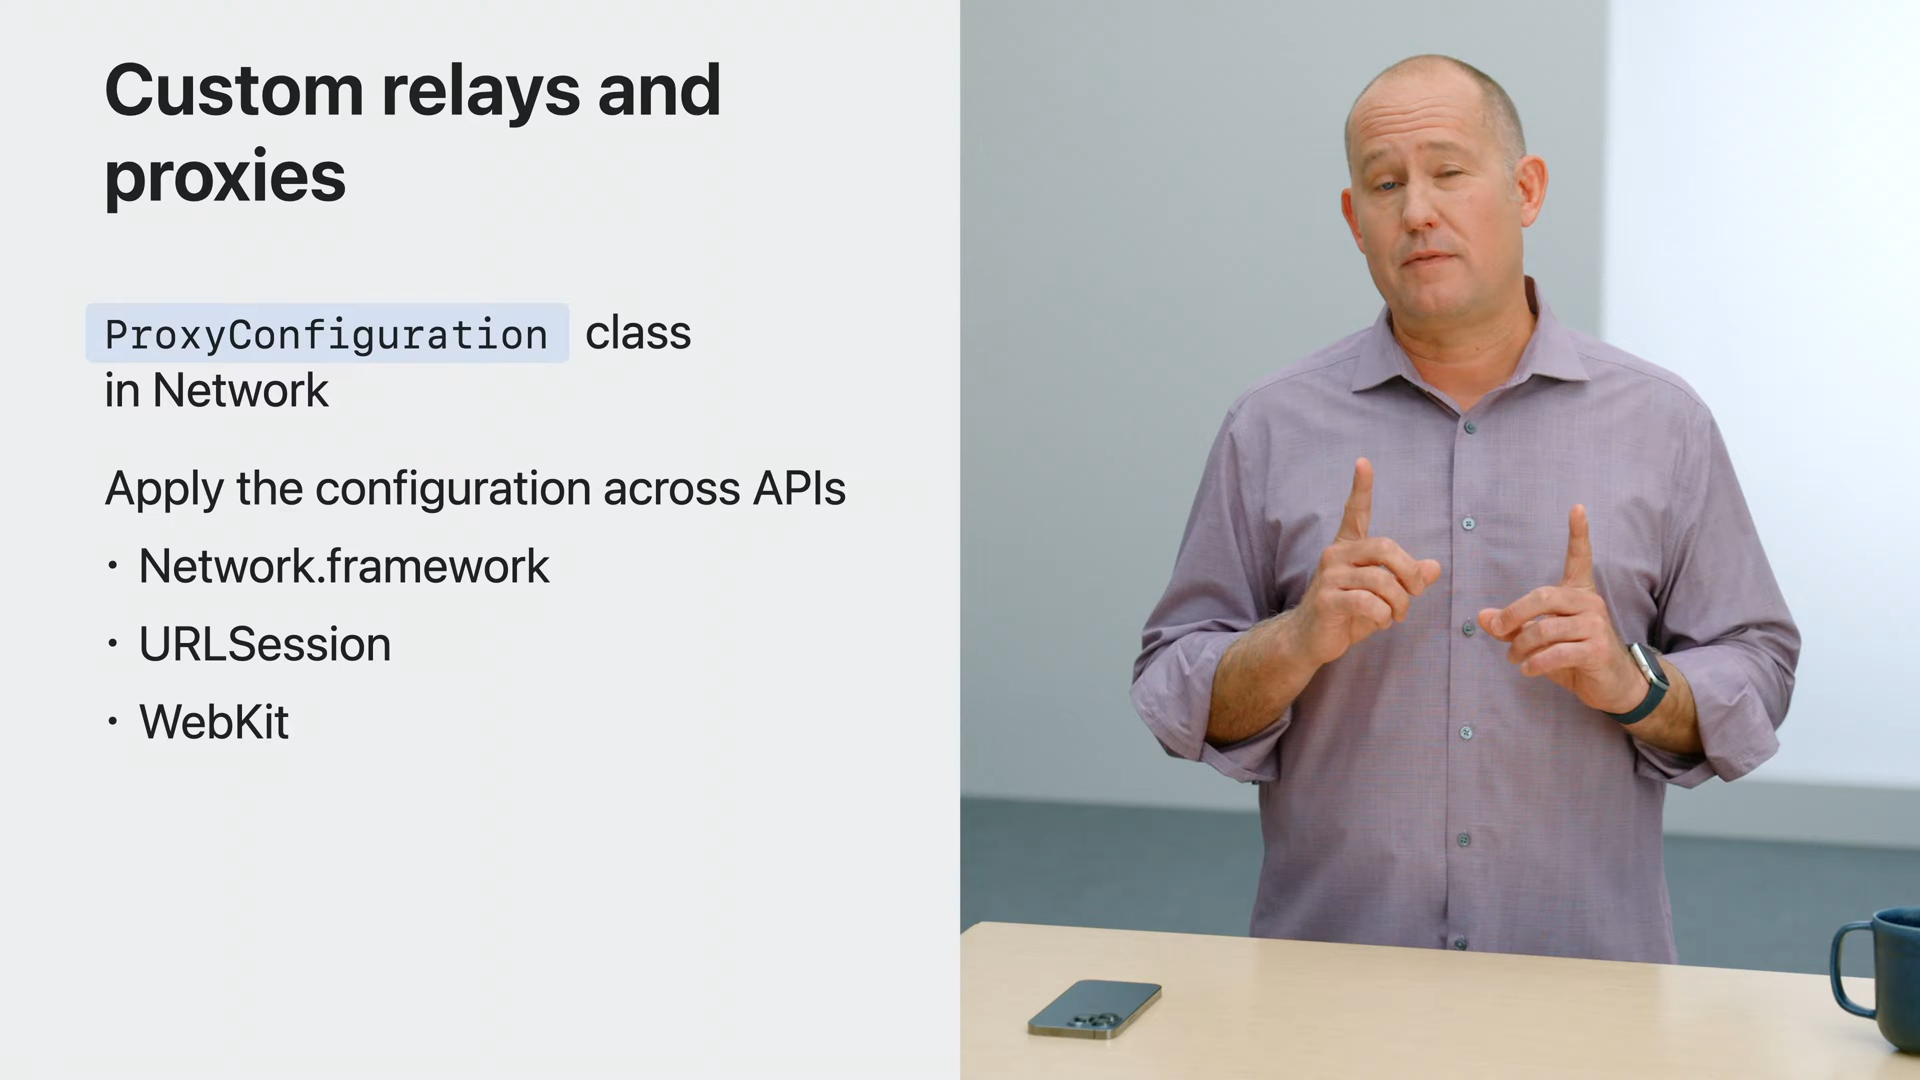 Custom relays and
proxies
ProxyConfiguration class
in Network
Apply the configuration across APIs
• Network.framework
• URLSession
• WebKit